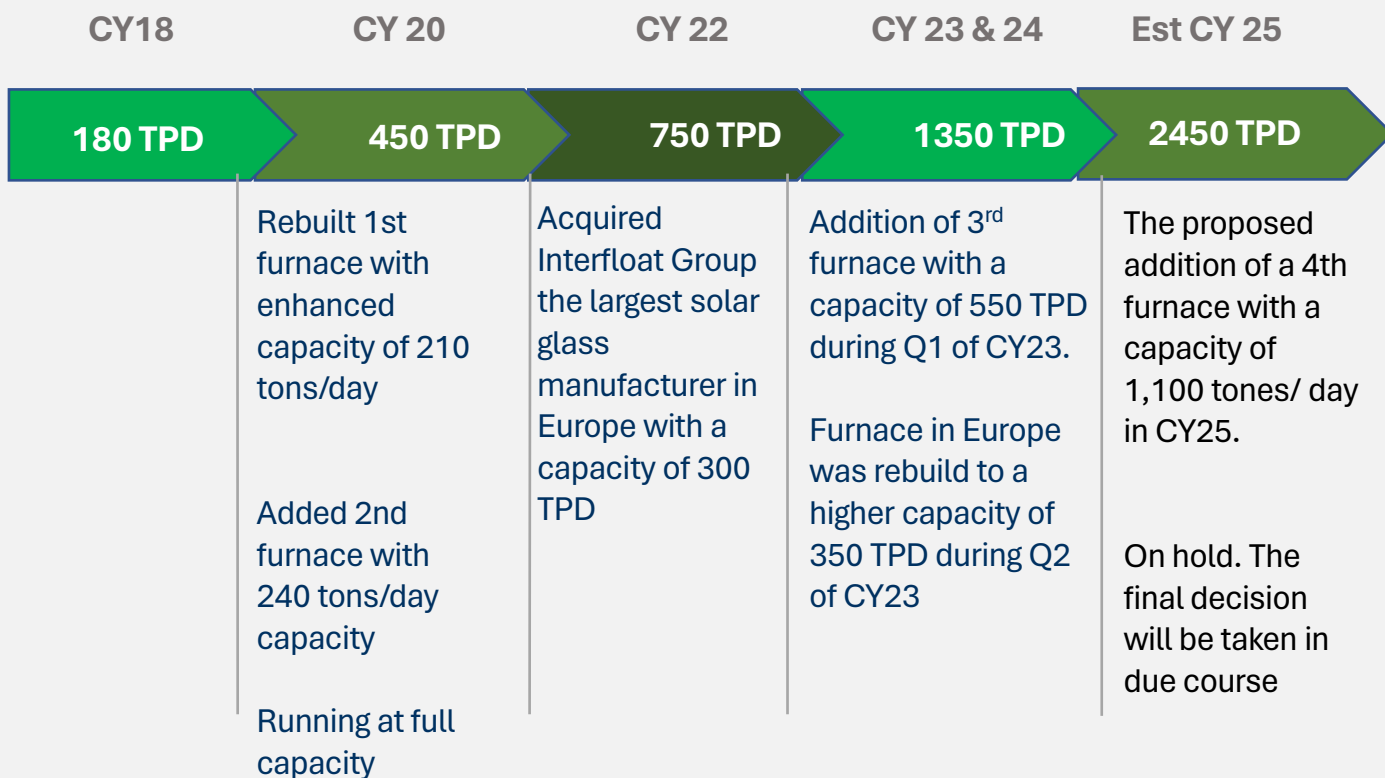 CY18
CY 20
CY 22
CY 23 & 24
Est CY 25
180 TPD
450 TPD
750 TPD
1350 TPD
2450 TPD
Rebuilt 1st
furnace with
enhanced
capacity of 210
tons/day
Added 2nd
furnace with
240 tons/day
capacity
Running at full
capacity
Acquired
Interfloat Group
the largest solar
glass
manufacturer in
Europe with a
capacity of 300
TPD
Addition of 3rd
furnace with a
capacity of 550 TPD
during Q1 of CY23.
Furnace in Europe
was rebuild to a
higher capacity of
350 TPD during Q2
of CY23
The proposed
addition of a 4th
furnace with a
capacity of
1,100 tones/ day
in CY25.
On hold. The
final decision
will be taken in
due course